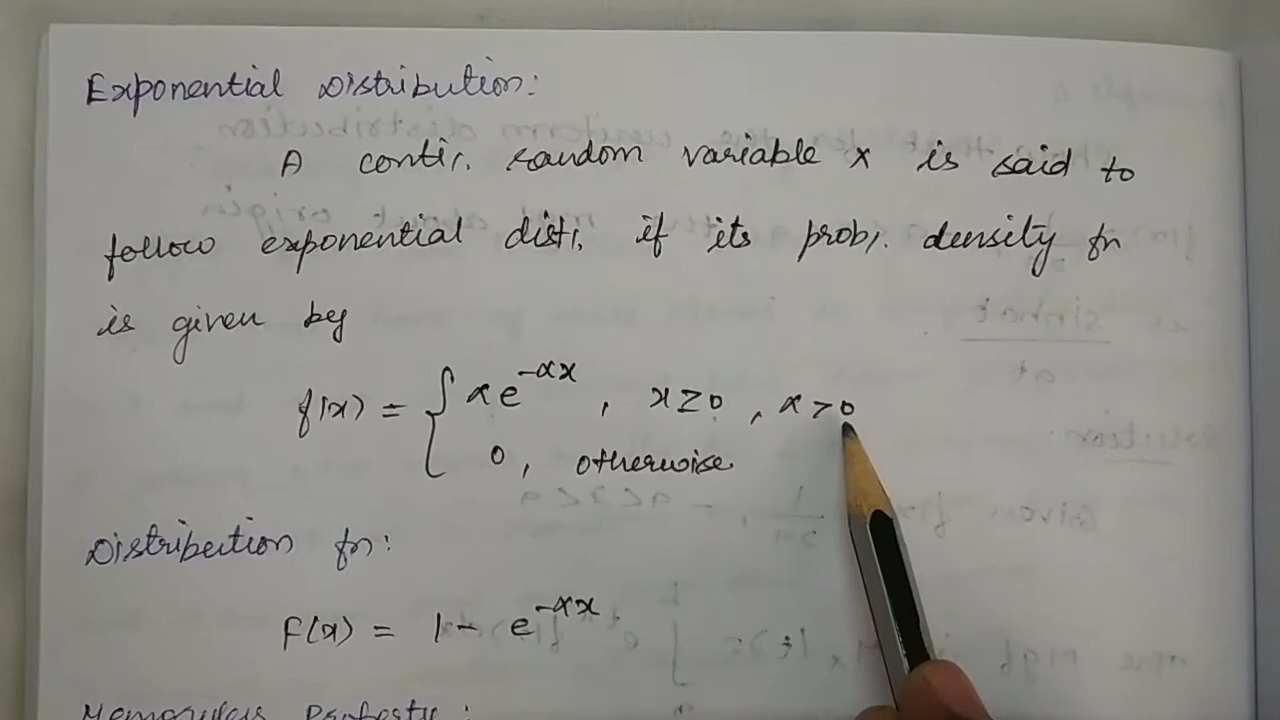 Exponential Distribution:
A conti. random variable x is said to
follow exponential disti. if its prob. density fn
is given by
f(x) = { αe^{-αx} , x ≥ 0 , α > 0
0 , otherwise
Distribution fn:
F(x) = 1 - e^{-αx}